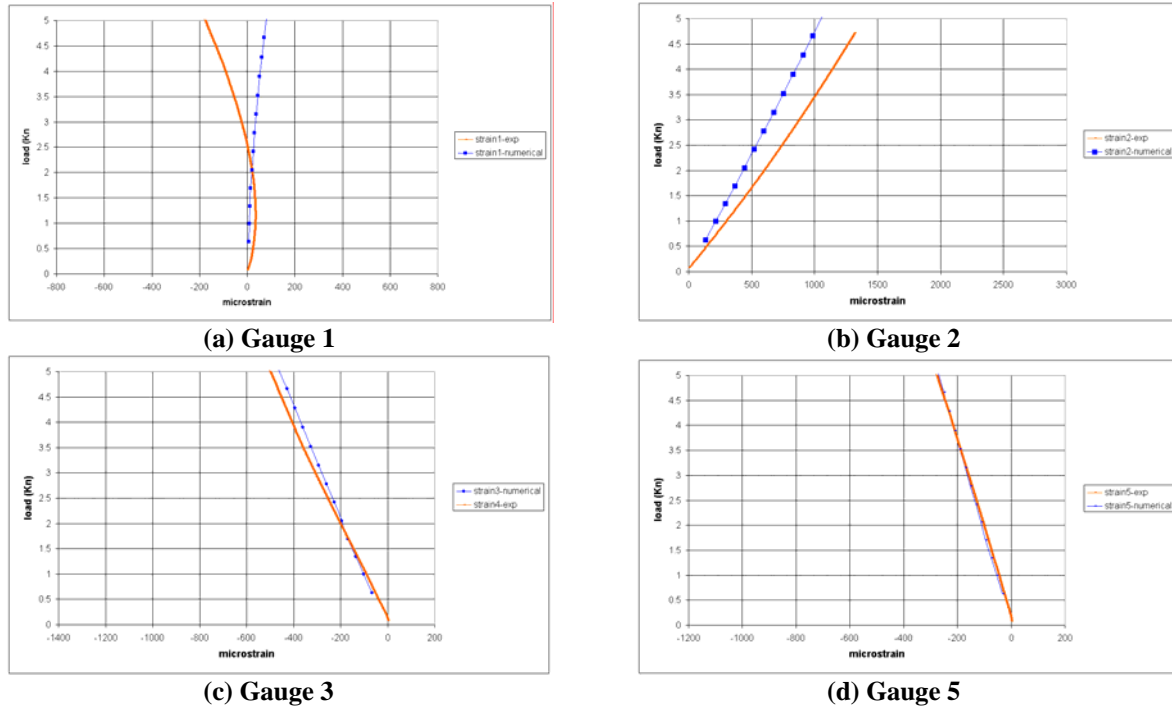 5
4.5
4
3.5
3
2.5
2
1.5
1
0.5
0
-800 -600 -400 -200 0 200 400 600 800
load (Kn
microstrain
strain1-exp
strain1-numerical
(a) Gauge 1
5
4.5
4
3.5
3
2.5
2
1.5
1
0.5
0
0 500 1000 1500 2000 2500 3000
load (Kn)
microstrain
strain2-exp
strain2-numerical
(b) Gauge 2
5
4.5
4
3.5
3
2.5
2
1.5
1
0.5
0
-1400 -1200 -1000 -800 -600 -400 -200 0 200
load (Kn)
microstrain
strain3-numerical
strain4-exp
(c) Gauge 3
5
4.5
4
3.5
3
2.5
2
1.5
1
0.5
0
-1200 -1000 -800 -600 -400 -200 0 200
load (Kn)
microstrain
strain5-exp
strain5-numerical
(d) Gauge 5